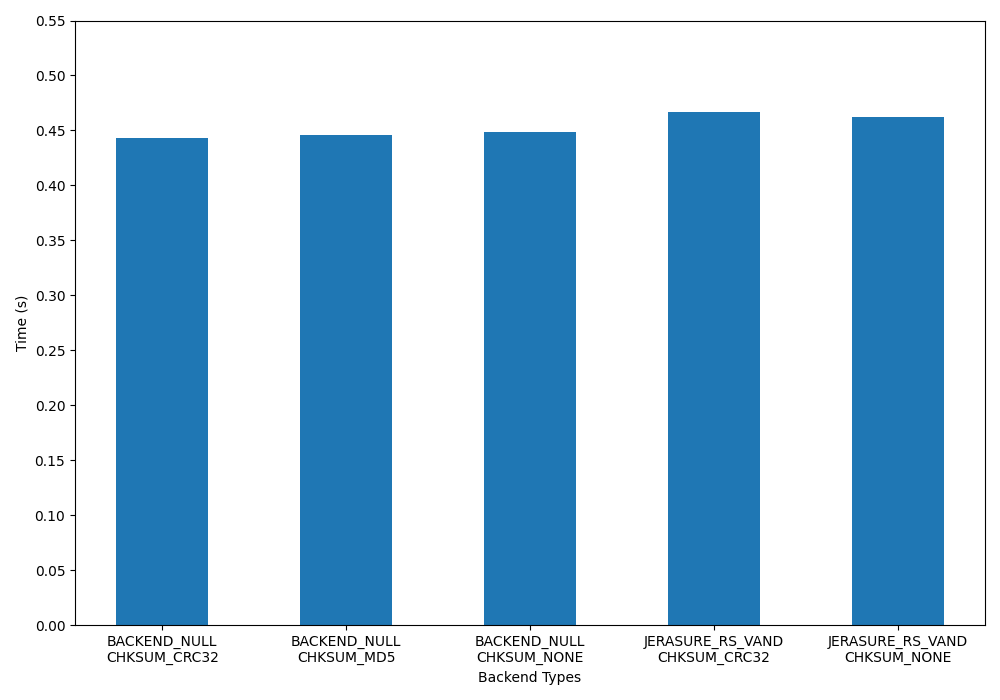 0.55
0.50
0.45
0.40
0.35
0.30
0.25
0.20
0.15
0.10
0.05
0.00
Time (s)
BACKEND_NULL
CHKSUM_CRC32
BACKEND_NULL
CHKSUM_MD5
BACKEND_NULL
CHKSUM_NONE
JERASURE_RS_VAND
CHKSUM_CRC32
JERASURE_RS_VAND
CHKSUM_NONE
Backend Types